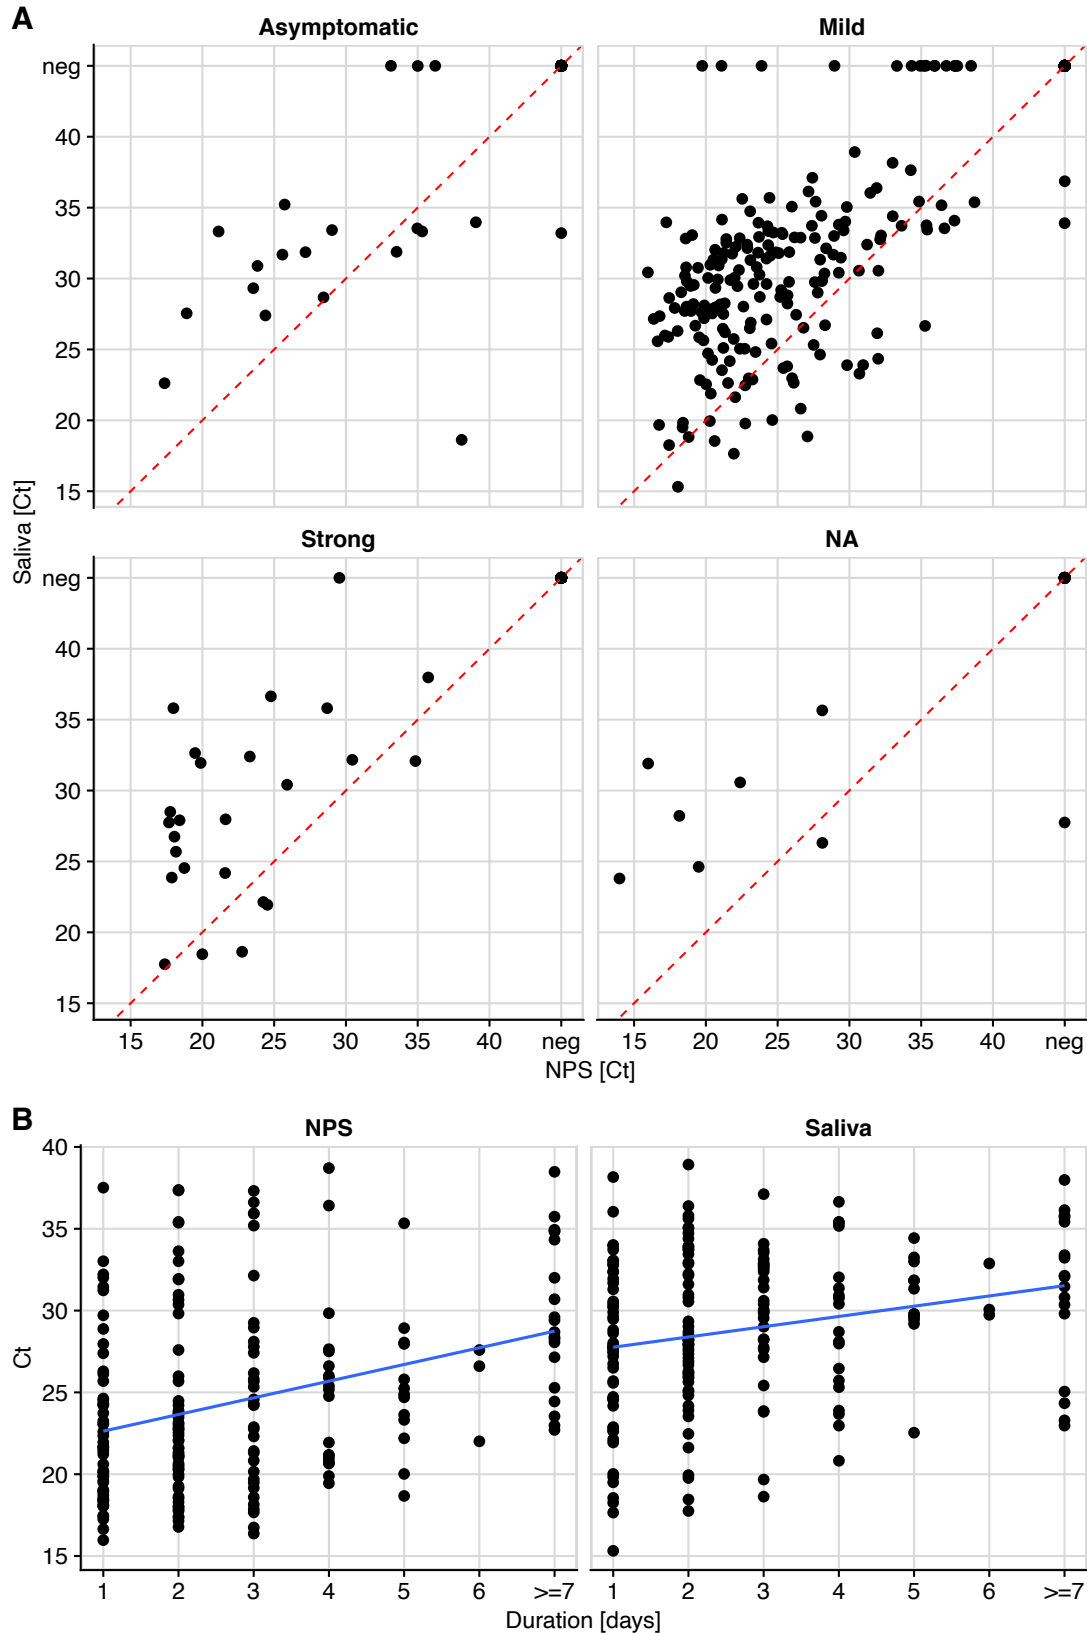 A
Asymptomatic
Mild
neg
40
35
30
25
20
15
Saliva [Ct]
Strong
NA
neg
40
35
30
25
20
15
15 20 25 30 35 40 neg
15 20 25 30 35 40 neg
NPS [Ct]
B
NPS
Saliva
40
35
30
25
20
15
Ct
1 2 3 4 5 6 >=7
1 2 3 4 5 6 >=7
Duration [days]